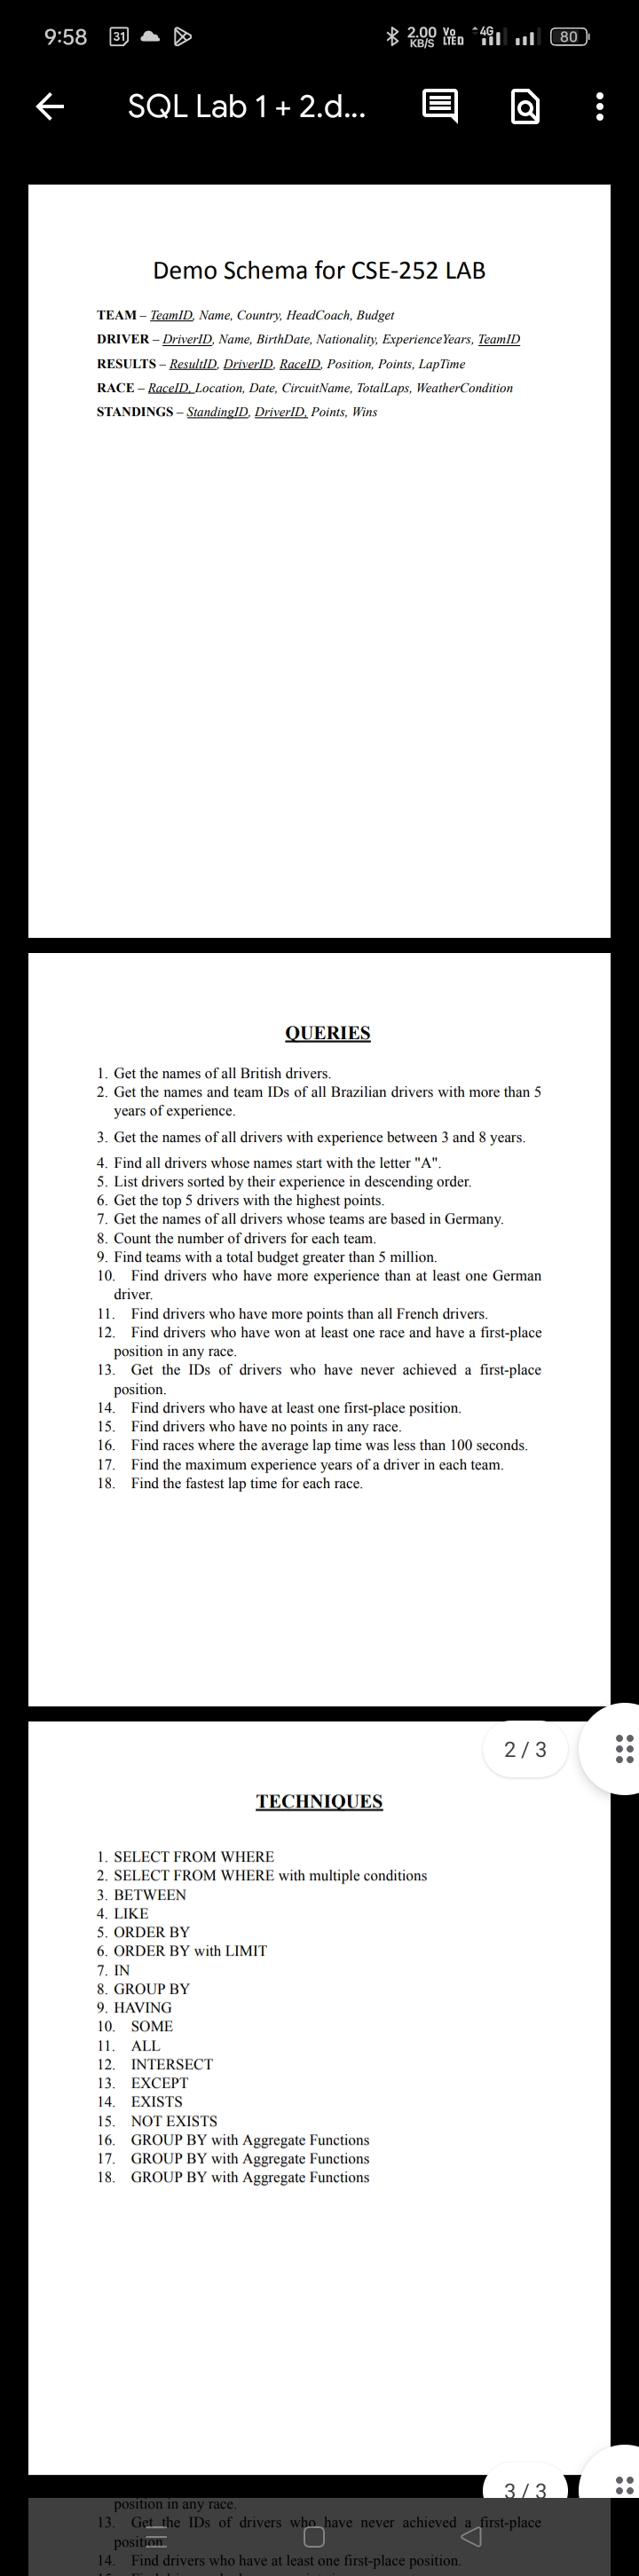 9:58 31 2.00 KB/S Vo LTED 4G 80
SQL Lab 1 + 2.d...
Demo Schema for CSE-252 LAB
TEAM – TeamID, Name, Country, HeadCoach, Budget
DRIVER – DriverID, Name, BirthDate, Nationality, ExperienceYears, TeamID
RESULTS – ResultID, DriverID, RaceID, Position, Points, LapTime
RACE – RaceID, Location, Date, CircuitName, TotalLaps, WeatherCondition
STANDINGS – StandingID, DriverID, Points, Wins
QUERIES
1. Get the names of all British drivers.
2. Get the names and team IDs of all Brazilian drivers with more than 5
years of experience.
3. Get the names of all drivers with experience between 3 and 8 years.
4. Find all drivers whose names start with the letter "A".
5. List drivers sorted by their experience in descending order.
6. Get the top 5 drivers with the highest points.
7. Get the names of all drivers whose teams are based in Germany.
8. Count the number of drivers for each team.
9. Find teams with a total budget greater than 5 million.
10. Find drivers who have more experience than at least one German
driver.
11. Find drivers who have more points than all French drivers.
12. Find drivers who have won at least one race and have a first-place
position in any race.
13. Get the IDs of drivers who have never achieved a first-place
position.
14. Find drivers who have at least one first-place position.
15. Find drivers who have no points in any race.
16. Find races where the average lap time was less than 100 seconds.
17. Find the maximum experience years of a driver in each team.
18. Find the fastest lap time for each race.
2 / 3
TECHNIQUES
1. SELECT FROM WHERE
2. SELECT FROM WHERE with multiple conditions
3. BETWEEN
4. LIKE
5. ORDER BY
6. ORDER BY with LIMIT
7. IN
8. GROUP BY
9. HAVING
10. SOME
11. ALL
12. INTERSECT
13. EXCEPT
14. EXISTS
15. NOT EXISTS
16. GROUP BY with Aggregate Functions
17. GROUP BY with Aggregate Functions
18. GROUP BY with Aggregate Functions
3 / 3
position in any race.
13. Get the IDs of drivers who have never achieved a first-place
position.
14. Find drivers who have at least one first-place position.